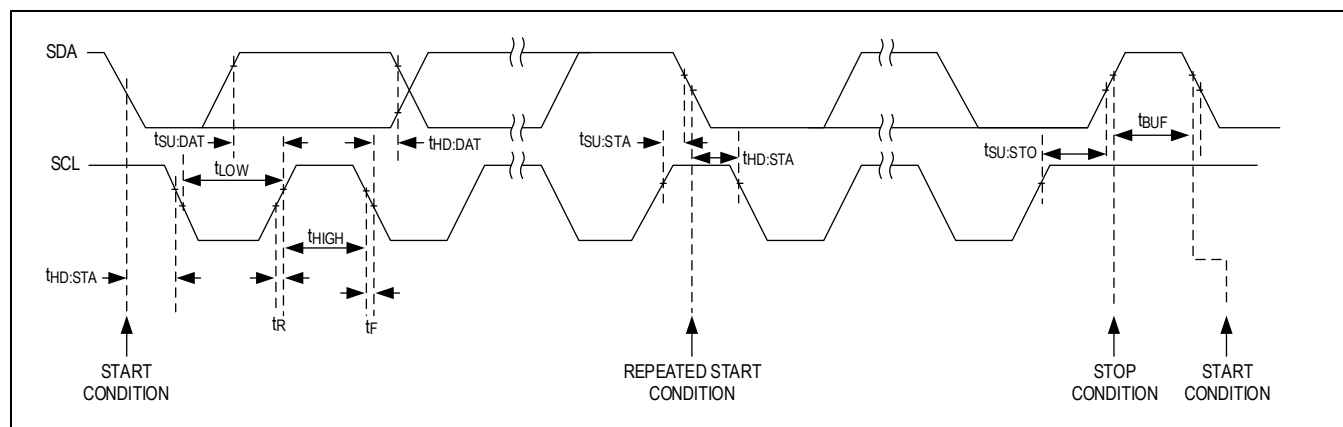 SDA
tSU:DAT
tHD:DAT
tSU:STA
tHD:STA
tSU:STO
tBUF
SCL
tLOW
tHIGH
tHD:STA
tR
tF
START
CONDITION
REPEATED START
CONDITION
STOP
CONDITION
START
CONDITION